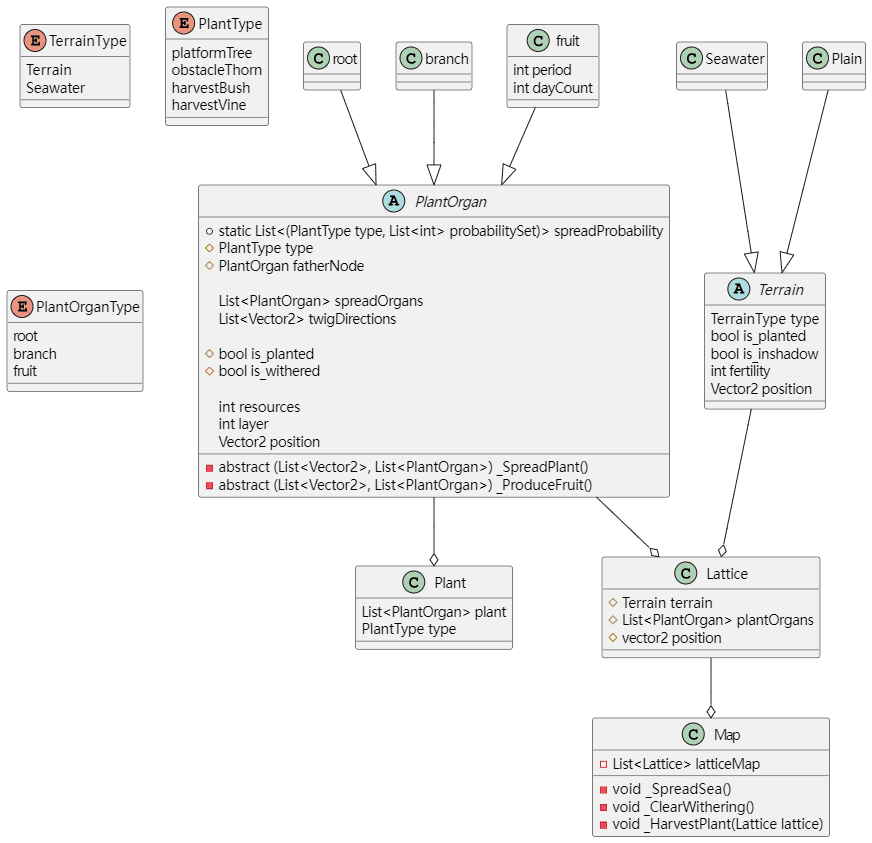 E TerrainType
Terrain
Seawater
E PlantType
platformTree
obstacleThorn
harvestBush
harvestVine
C root
C branch
C fruit
int period
int dayCount
C Seawater
C Plain
A PlantOrgan
static List<(PlantType type, List<int> probabilitySet)> spreadProbability
PlantType type
PlantOrgan fatherNode
List<PlantOrgan> spreadOrgans
List<Vector2> twigDirections
bool is_planted
bool is_withered
int resources
int layer
Vector2 position
abstract (List<Vector2>, List<PlantOrgan>) _SpreadPlant()
abstract (List<Vector2>, List<PlantOrgan>) _ProduceFruit()
E PlantOrganType
root
branch
fruit
A Terrain
TerrainType type
bool is_planted
bool is_inshadow
int fertility
Vector2 position
C Plant
List<PlantOrgan> plant
PlantType type
C Lattice
Terrain terrain
List<PlantOrgan> plantOrgans
vector2 position
C Map
List<Lattice> latticeMap
void _SpreadSea()
void _ClearWithering()
void _HarvestPlant(Lattice lattice)